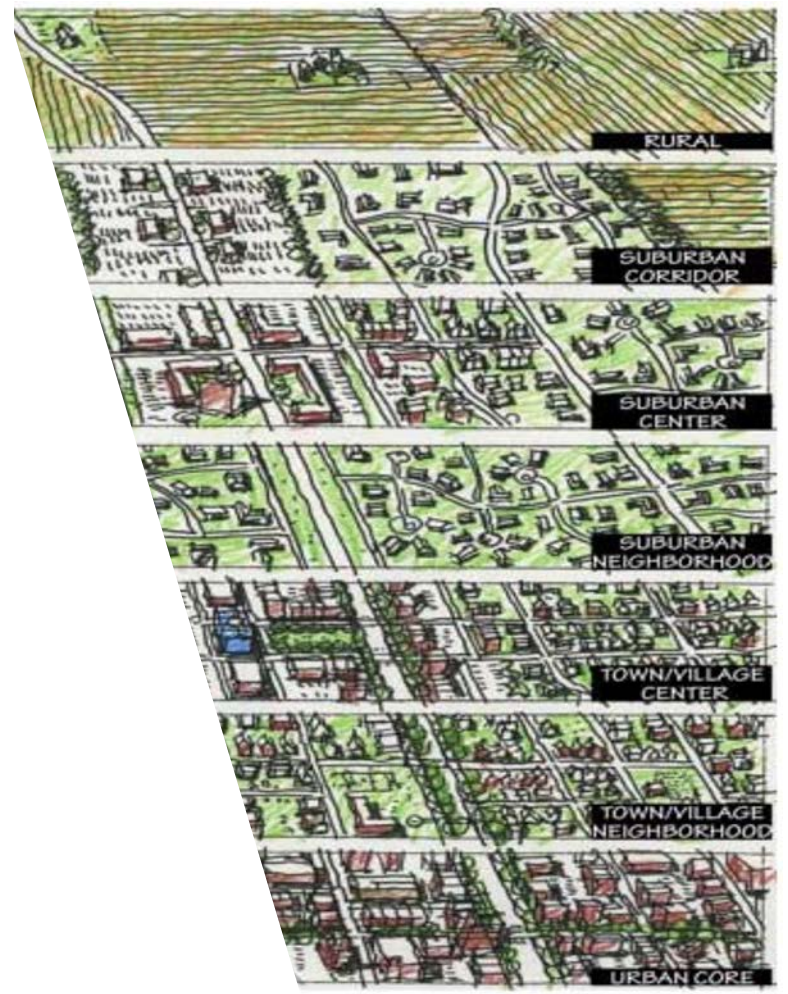 RURAL
SUBURBAN
CORRIDOR
SUBURBAN
CENTER
SUBURBAN
NEIGHBORHOOD
TOWN/VILLAGE
CENTER
TOWN/VILLAGE
NEIGHBORHOOD
URBAN CORE